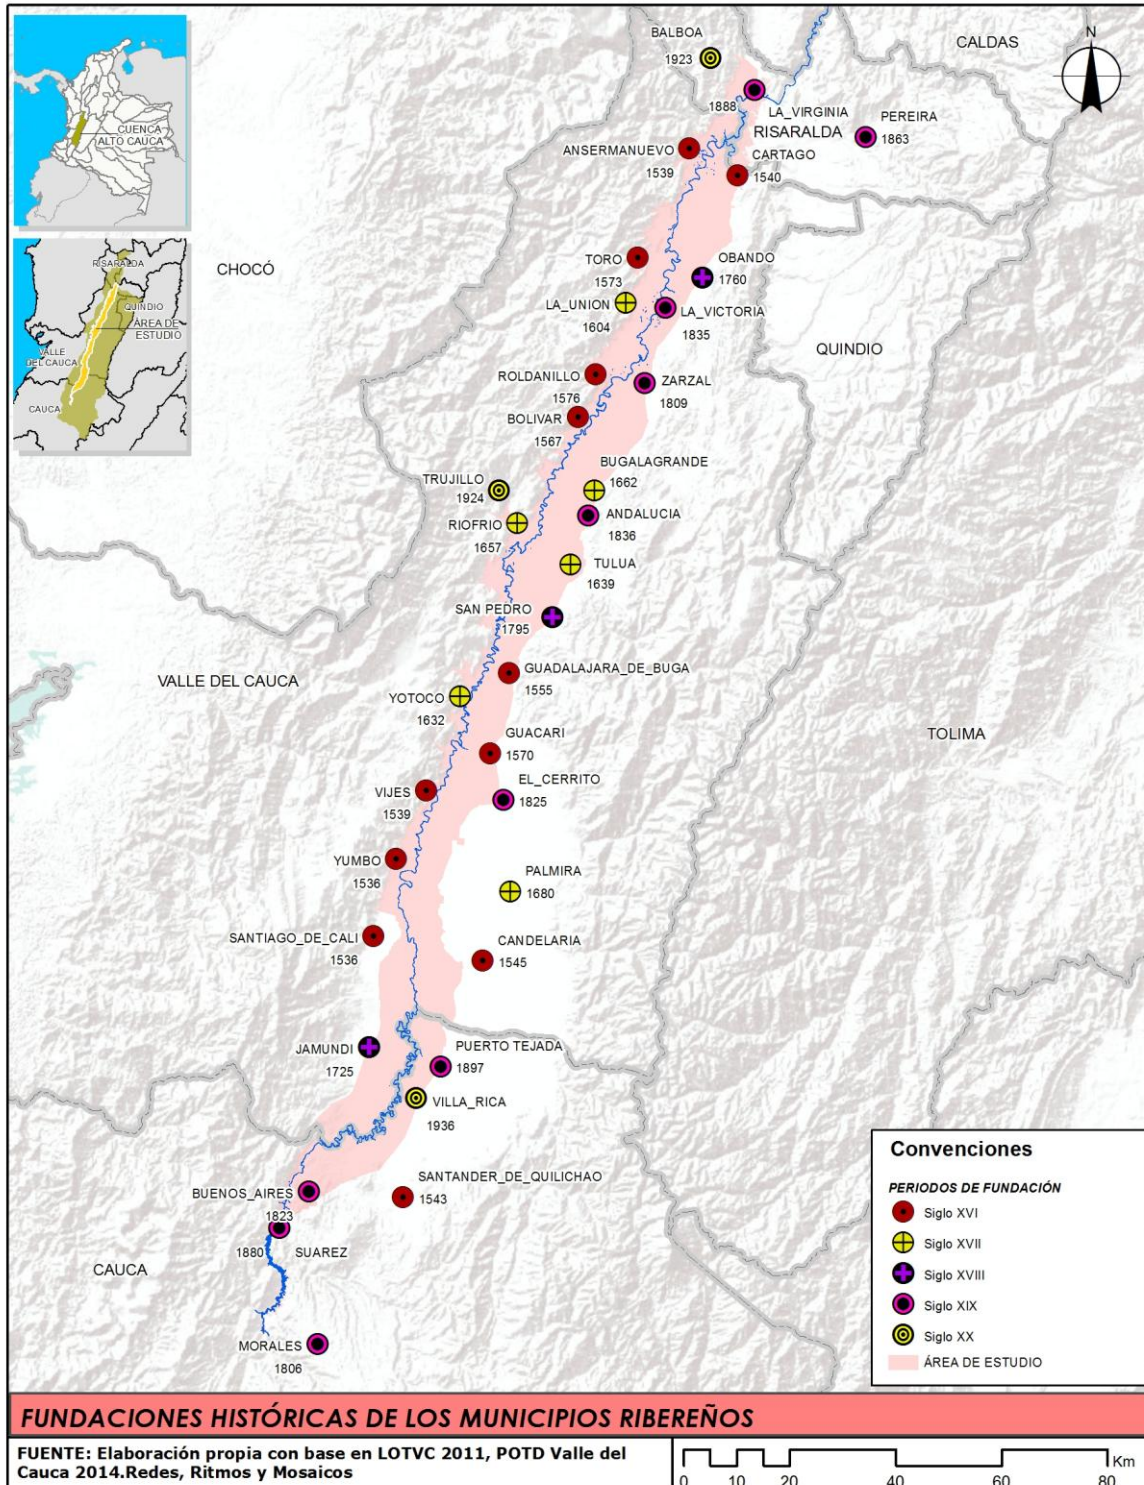 BALBOA
1923
CALDAS
N
1888
LA_VIRGINIA
RISARALDA
PEREIRA
1863
ANSERMANUEVO
1539
CARTAGO
1540
CUENCA
ALTO CAUCA
CHOCÓ
TORO
1573
OBANDO
1760
LA_UNION
1604
LA_VICTORIA
1835
RISARALDA
QUINDIO
ÁREA DE
ESTUDIO
VALLE
DEL CAUCA
CAUCA
QUINDIO
ROLDANILLO
1576
ZARZAL
1809
BOLIVAR
1567
BUGALAGRANDE
1662
TRUJILLO
1924
ANDALUCIA
1836
RIOFRIO
1657
TULUA
1639
SAN PEDRO
1795
VALLE DEL CAUCA
GUADALAJARA_DE_BUGA
1555
YOTOCO
1632
TOLIMA
GUACARI
1570
EL_CERRITO
1825
VIJES
1539
YUMBO
1536
PALMIRA
1680
SANTIAGO_DE_CALI
1536
CANDELARIA
1545
JAMUNDI
1725
PUERTO TEJADA
1897
VILLA_RICA
1936
SANTANDER_DE_QUILICHAO
1543
BUENOS_AIRES
1823
1880
SUAREZ
CAUCA
MORALES
1806
Convenciones
PERIODOS DE FUNDACIÓN
Siglo XVI
Siglo XVII
Siglo XVIII
Siglo XIX
Siglo XX
ÁREA DE ESTUDIO
FUNDACIONES HISTÓRICAS DE LOS MUNICIPIOS RIBEREÑOS
FUENTE: Elaboración propia con base en LOTVC 2011, POTD Valle del
Cauca 2014.Redes, Ritmos y Mosaicos
Km
0 10 20 40 60 80